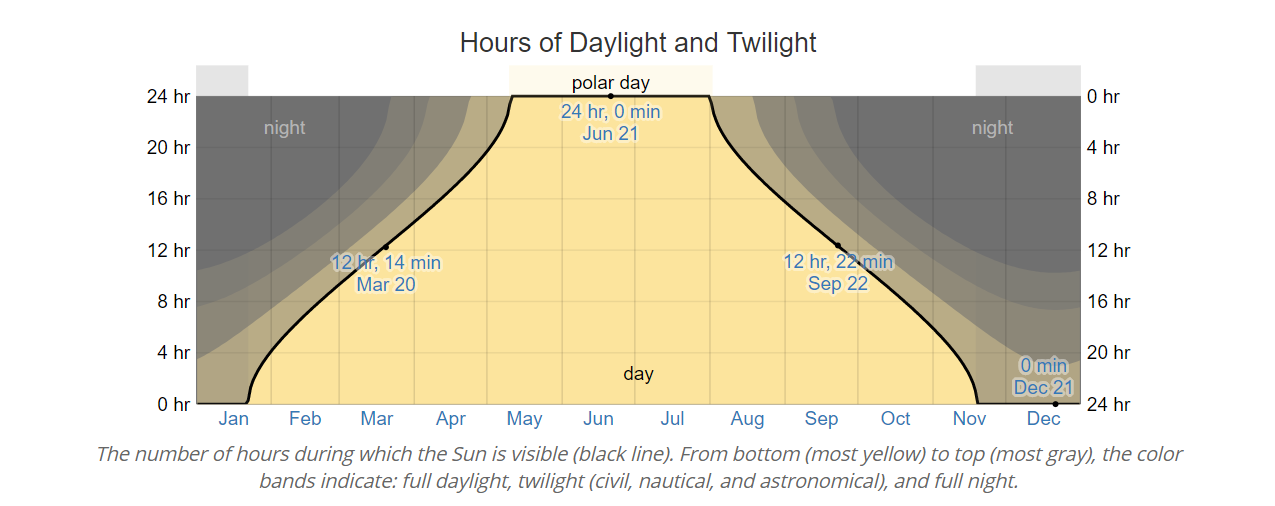 Hours of Daylight and Twilight
polar day
24 hr
0 hr
24 hr, 0 min
Jun 21
night
night
20 hr
4 hr
16 hr
8 hr
12 hr
12 hr
12 hr, 14 min
Mar 20
12 hr, 22 min
Sep 22
8 hr
16 hr
4 hr
20 hr
0 min
Dec 21
day
0 hr
24 hr
Jan Feb Mar Apr May Jun Jul Aug Sep Oct Nov Dec
The number of hours during which the Sun is visible (black line). From bottom (most yellow) to top (most gray), the color
bands indicate: full daylight, twilight (civil, nautical, and astronomical), and full night.